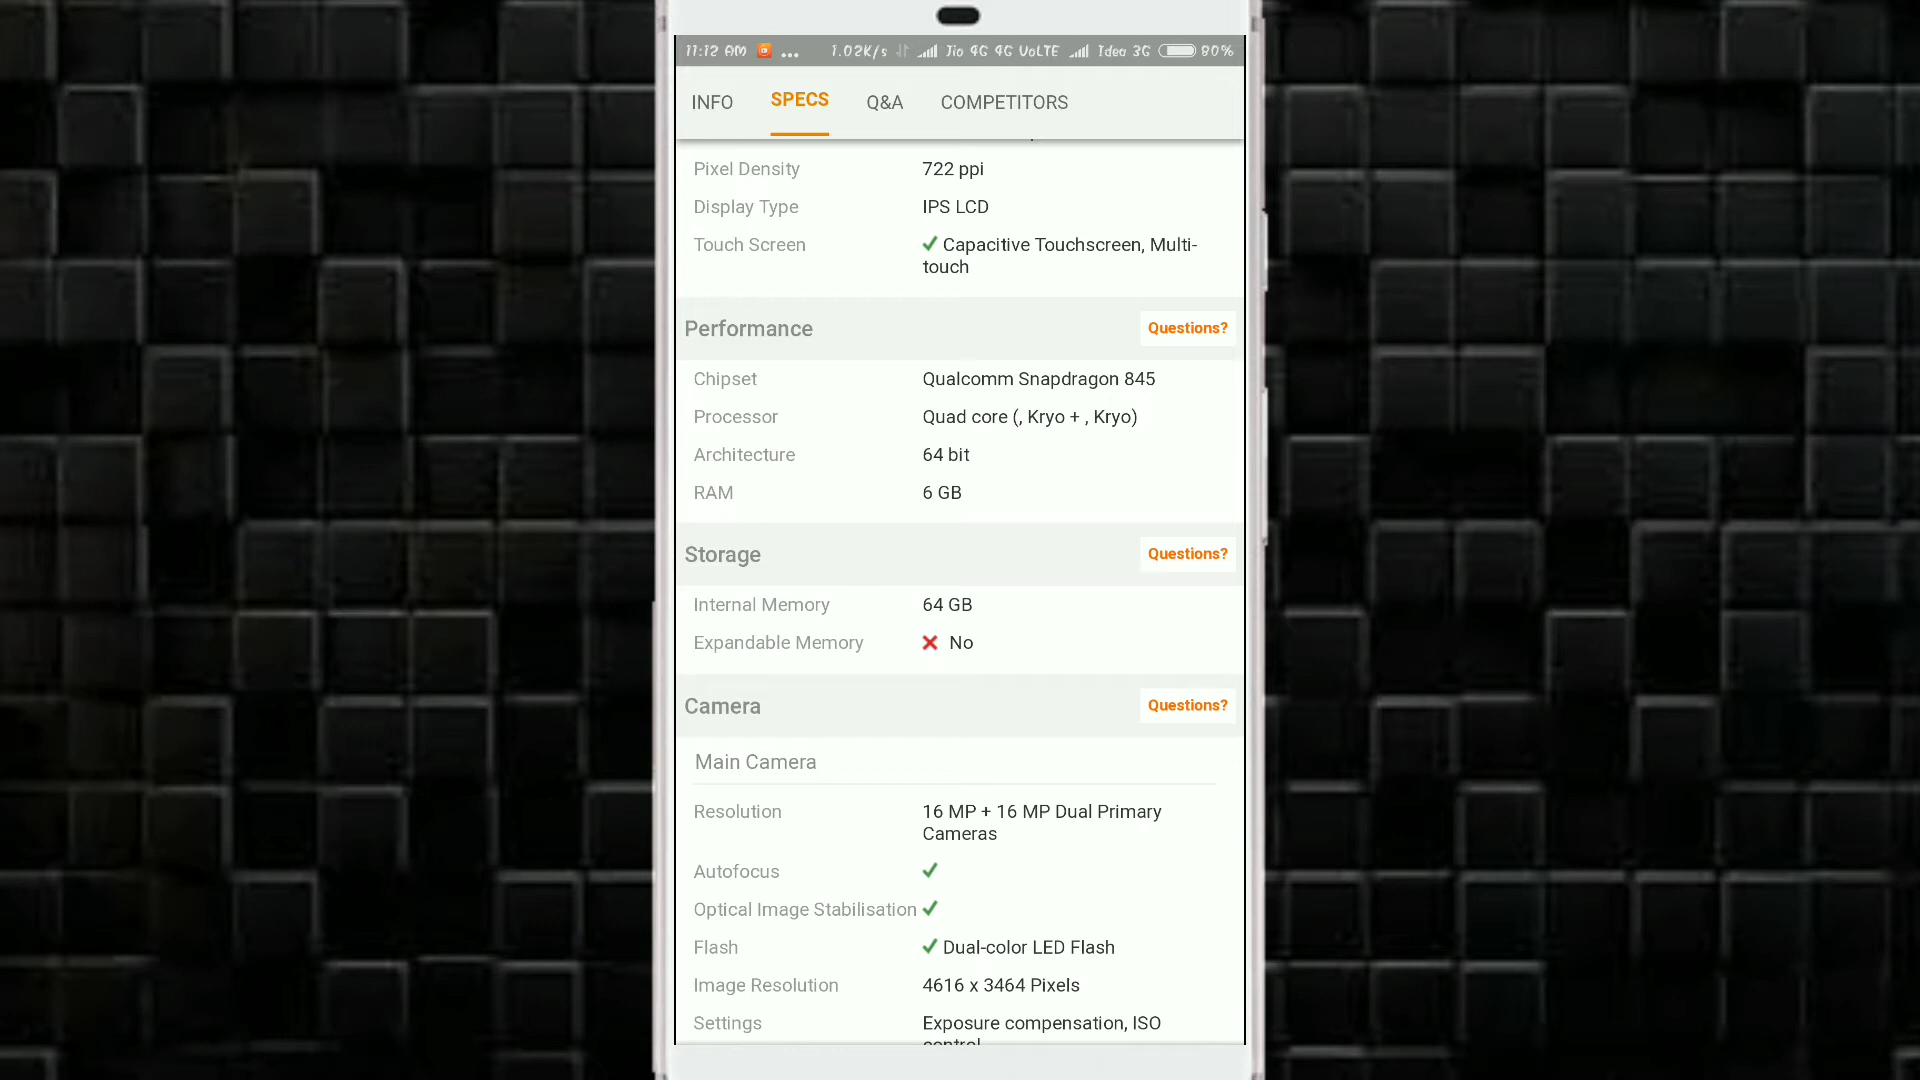 11:12 AM ... 1.02K/s Jio 4G 4G VoLTE Idea 3G 80%
INFO SPECS Q&A COMPETITORS
Pixel Density 722 ppi
Display Type IPS LCD
Touch Screen ✓ Capacitive Touchscreen, Multi-
touch
Performance Questions?
Chipset Qualcomm Snapdragon 845
Processor Quad core (, Kryo + , Kryo)
Architecture 64 bit
RAM 6 GB
Storage Questions?
Internal Memory 64 GB
Expandable Memory ✗ No
Camera Questions?
Main Camera
Resolution 16 MP + 16 MP Dual Primary
Cameras
Autofocus ✓
Optical Image Stabilisation ✓
Flash ✓ Dual-color LED Flash
Image Resolution 4616 x 3464 Pixels
Settings Exposure compensation, ISO
control